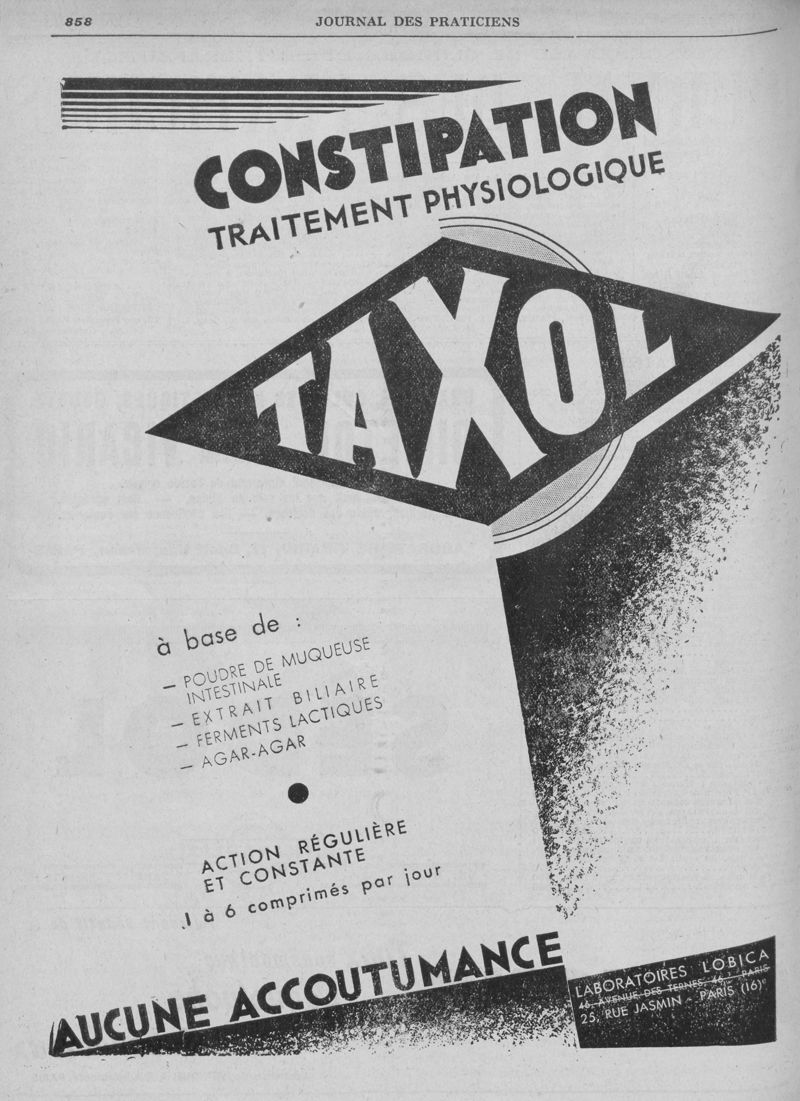 858
JOURNAL DES PRATICIENS
CONSTIPATION
TRAITEMENT PHYSIOLOGIQUE
TAXOL
à base de :
— POUDRE DE MUQUEUSE
INTESTINALE
— EXTRAIT BILIAIRE
— FERMENTS LACTIQUES
— AGAR-AGAR
ACTION RÉGULIÈRE
ET CONSTANTE
1 à 6 comprimés par jour
AUCUNE ACCOUTUMANCE
LABORATOIRES LOBICA
46, AVENUE DES TERNES, 46, PARIS
25, RUE JASMIN - PARIS (16)